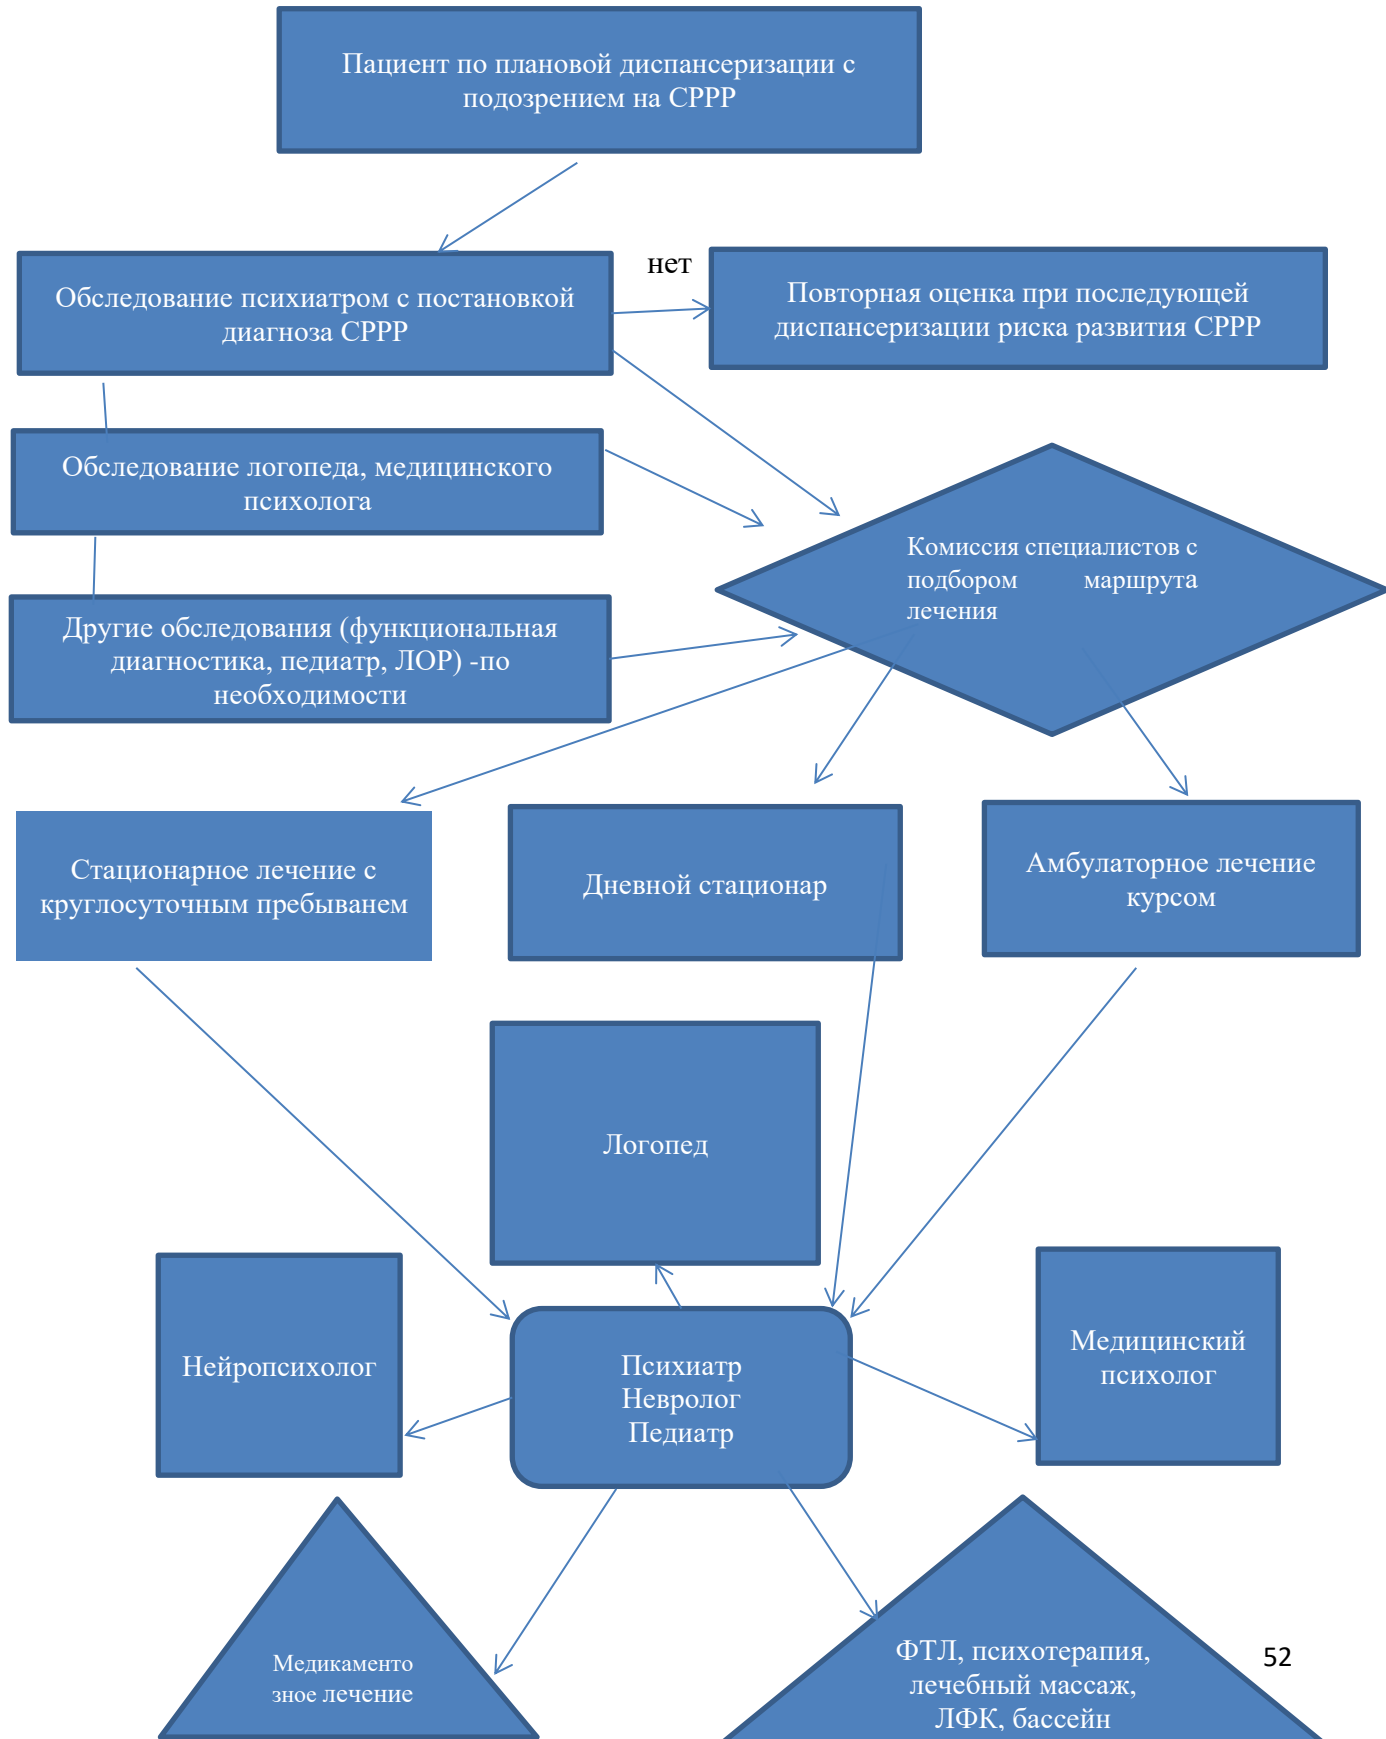 Пациент по плановой диспансеризации с
подозрением на СРРР
нет
Обследование психиатром с постановкой
диагноза СРРР
Повторная оценка при последующей
диспансеризации риска развития СРРР
Обследование логопеда, медицинского
психолога
Комиссия специалистов с
подбором маршрута
лечения
Другие обследования (функциональная
диагностика, педиатр, ЛОР) -по
необходимости
Стационарное лечение с
круглосуточным пребыванем
Дневной стационар
Амбулаторное лечение
курсом
Логопед
Нейропсихолог
Психиатр
Невролог
Педиатр
Медицинский
психолог
Медикаменто
зное лечение
ФТЛ, психотерапия,
лечебный массаж,
ЛФК, бассейн
52